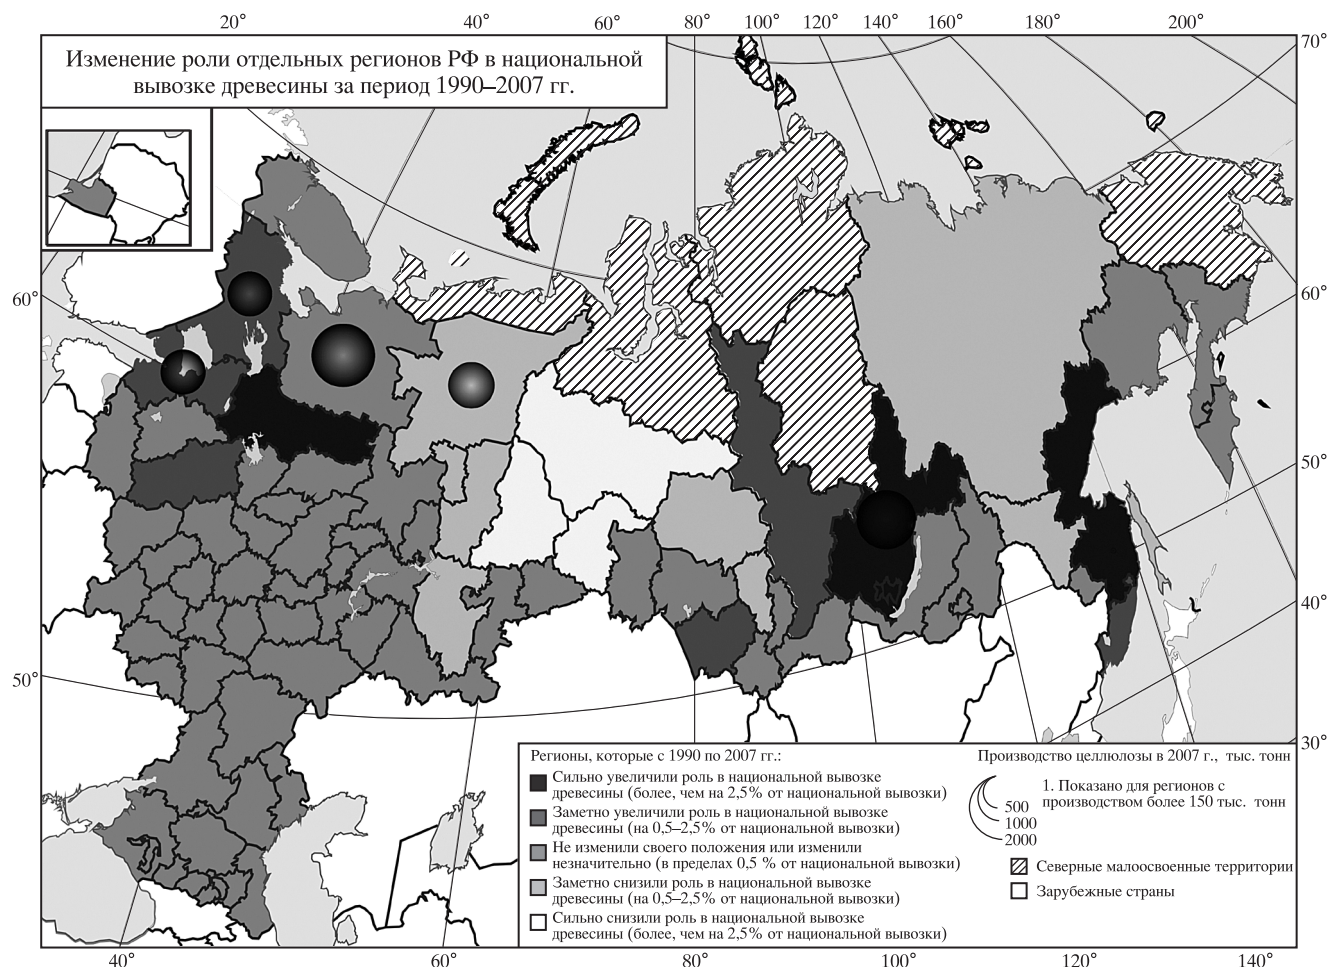 20° 40° 60° 80° 100° 120° 140° 160° 180° 200°
70°
Изменение роли отдельных регионов РФ в национальной
вывозке древесины за период 1990–2007 гг.
60° 60°
50°
40°
50°
30°
Регионы, которые с 1990 по 2007 гг.:
Сильно увеличили роль в национальной вывозке
древесины (более, чем на 2,5% от национальной вывозки)
Заметно увеличили роль в национальной вывозке
древесины (на 0,5–2,5% от национальной вывозки)
Не изменили своего положения или изменили
незначительно (в пределах 0,5 % от национальной вывозки)
Заметно снизили роль в национальной вывозке
древесины (на 0,5–2,5% от национальной вывозки)
Сильно снизили роль в национальной вывозке
древесины (более, чем на 2,5% от национальной вывозки)
Производство целлюлозы в 2007 г., тыс. тонн
500
1000
2000
1. Показано для регионов с
производством более 150 тыс. тонн
Северные малоосвоенные территории
Зарубежные страны
40° 60° 80° 100° 120° 140°